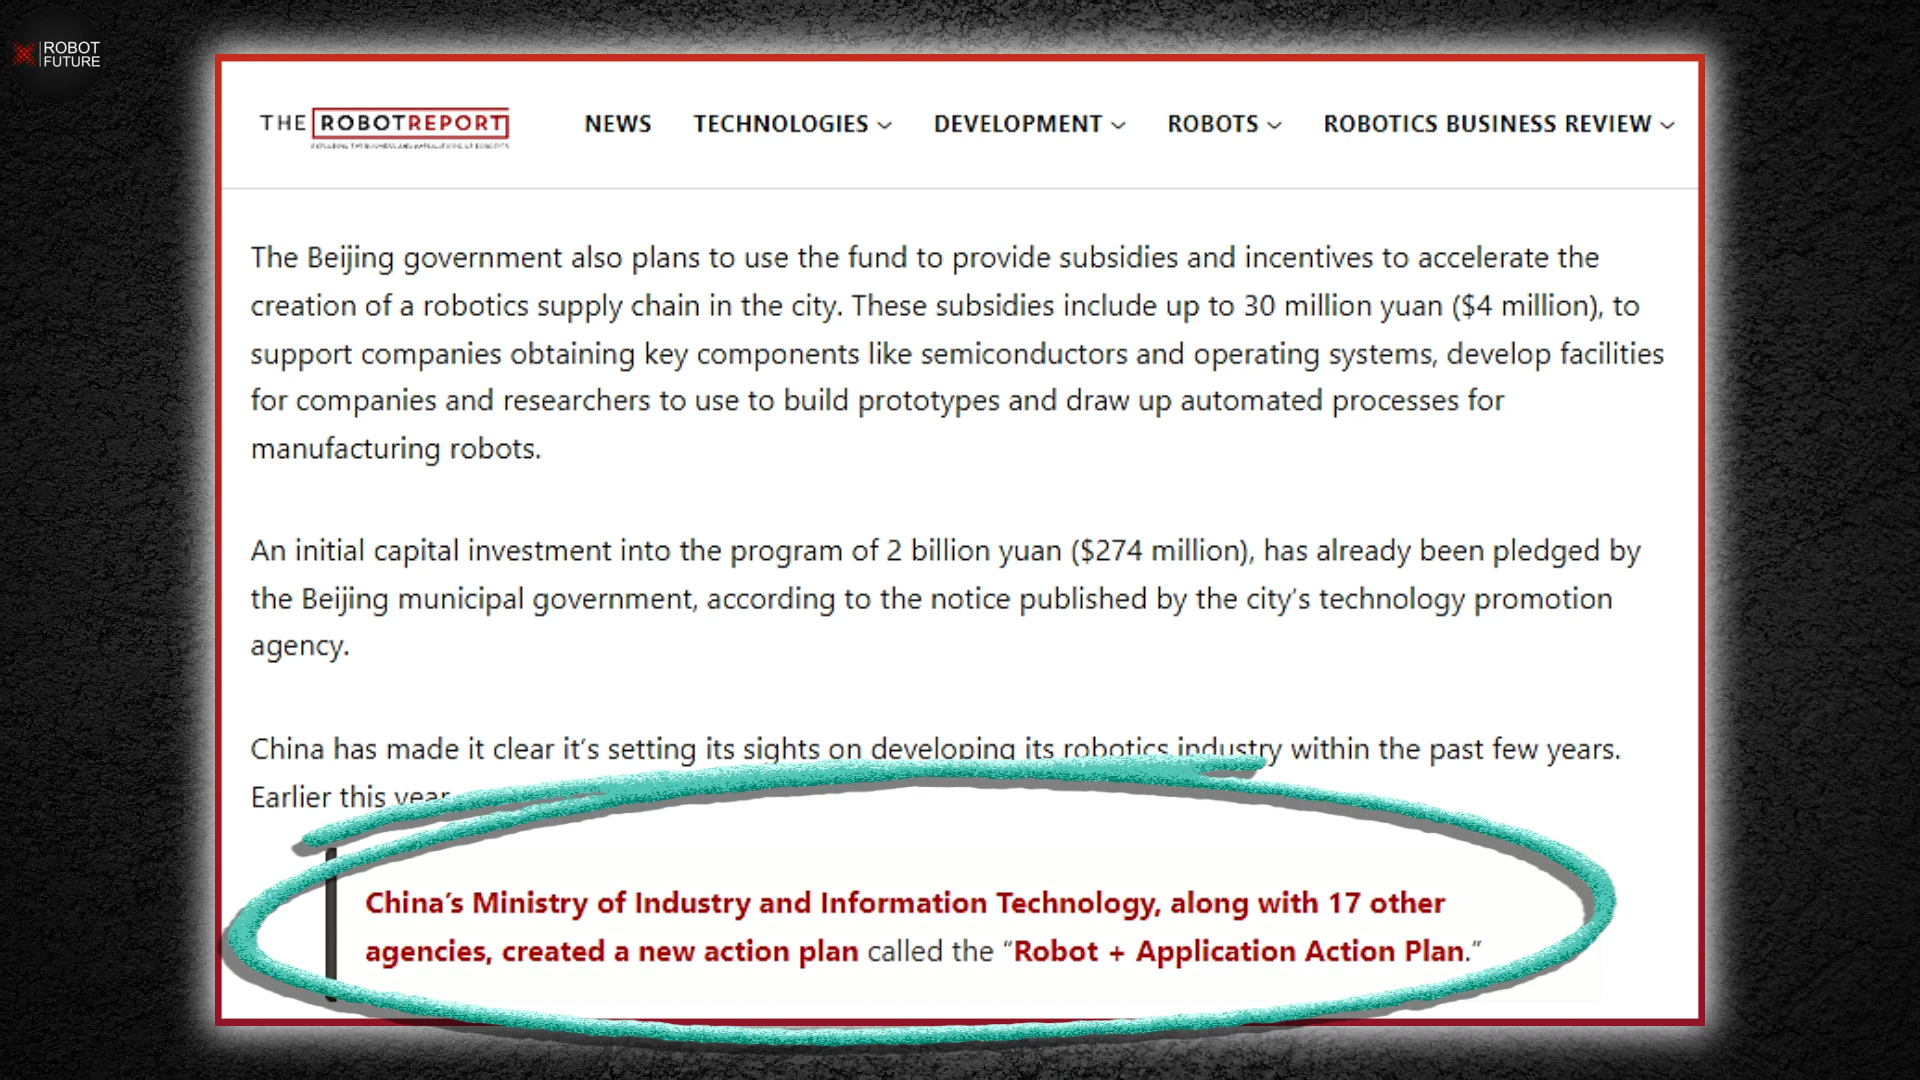 ROBOT
FUTURE
THE ROBOTREPORT
NEWS TECHNOLOGIES DEVELOPMENT ROBOTS ROBOTICS BUSINESS REVIEW
The Beijing government also plans to use the fund to provide subsidies and incentives to accelerate the
creation of a robotics supply chain in the city. These subsidies include up to 30 million yuan ($4 million), to
support companies obtaining key components like semiconductors and operating systems, develop facilities
for companies and researchers to use to build prototypes and draw up automated processes for
manufacturing robots.
An initial capital investment into the program of 2 billion yuan ($274 million), has already been pledged by
the Beijing municipal government, according to the notice published by the city’s technology promotion
agency.
China has made it clear it’s setting its sights on developing its robotics industry within the past few years.
Earlier this year
China’s Ministry of Industry and Information Technology, along with 17 other
agencies, created a new action plan called the “Robot + Application Action Plan.”